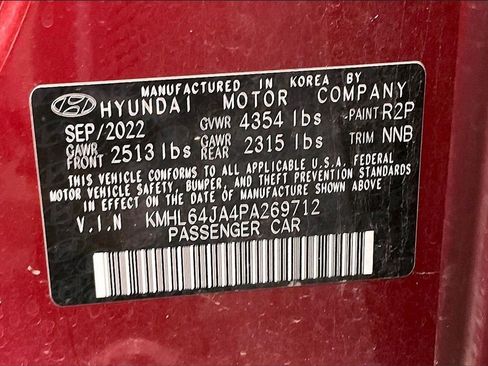 MANUFACTURED IN KOREA BY
HYUNDAI MOTOR COMPANY
SEP/2022 GVWR 4354 lbs PAINT R2P
GAWR FRONT 2513 lbs GAWR REAR 2315 lbs TRIM NNB
THIS VEHICLE CONFORMS TO ALL APPLICABLE U.S.A. FEDERAL
MOTOR VEHICLE SAFETY, BUMPER, AND THEFT PREVENTION STANDARDS
IN EFFECT ON THE DATE OF MANUFACTURE SHOWN ABOVE.
V.I.N KMHL64JA4PA269712
PASSENGER CAR